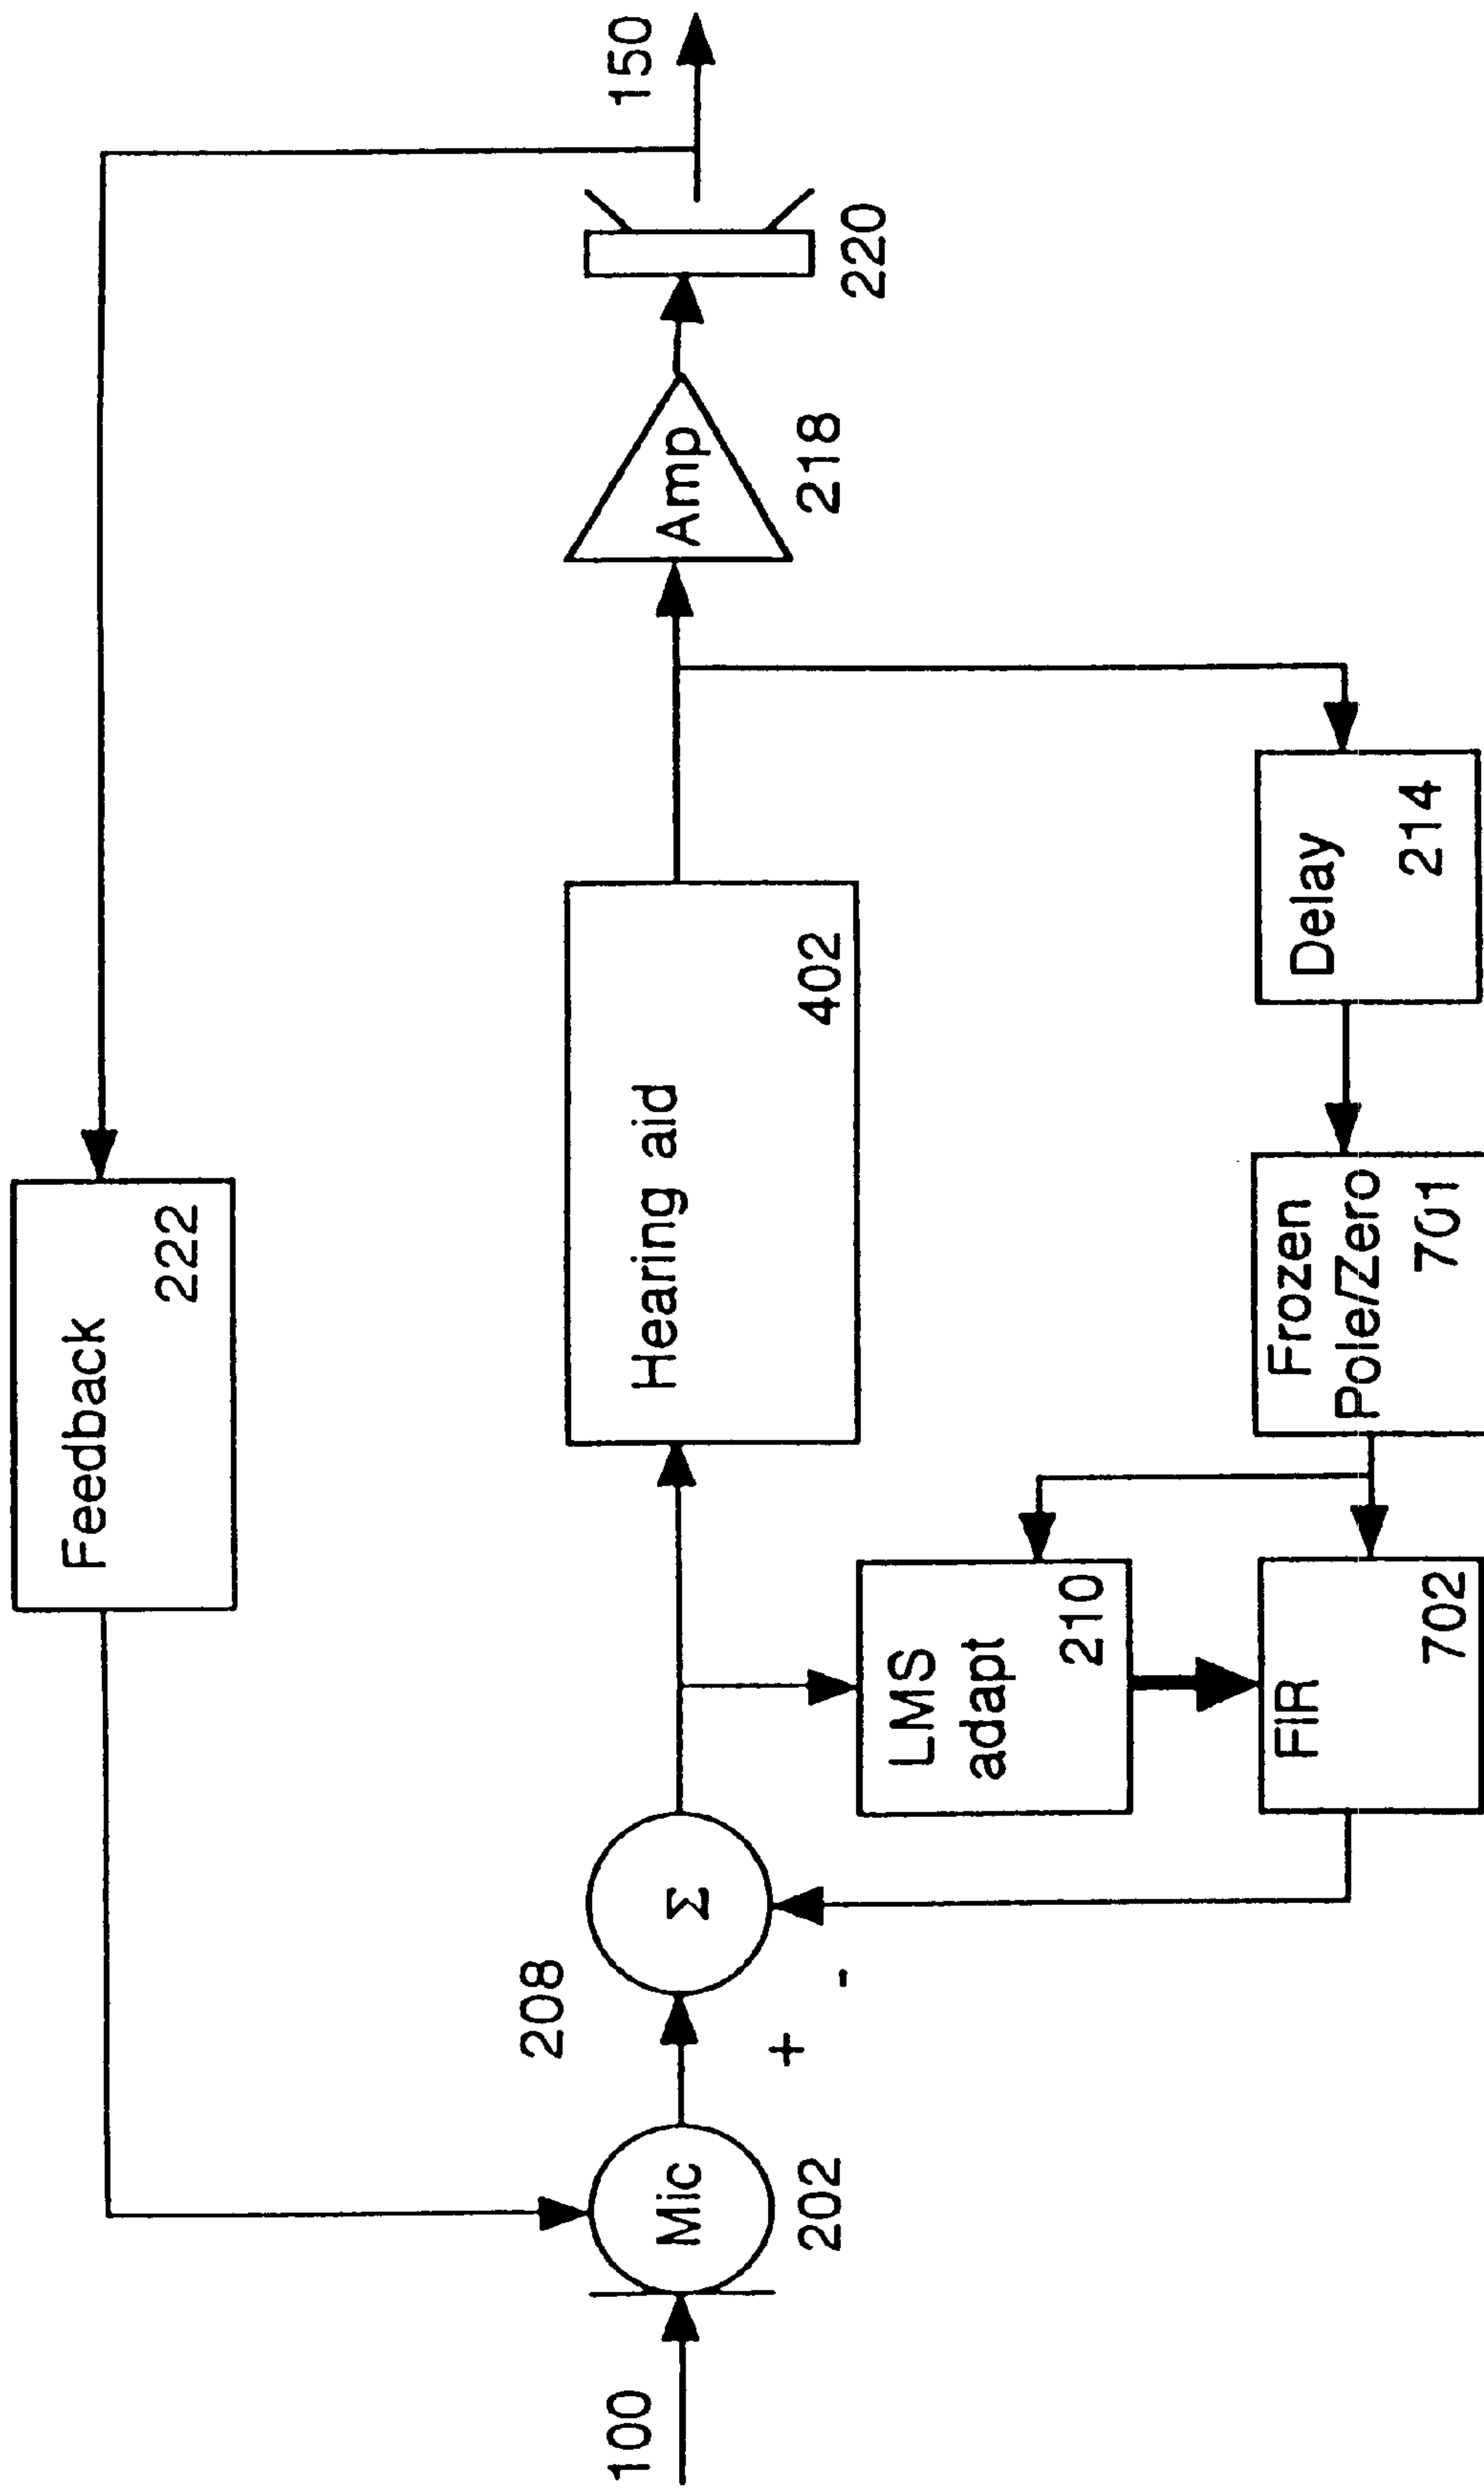 Feedback
222
100
Mic
202
208
+
-
Σ
Hearing aid
402
Amp
218
220
150
LMS
adapt
210
FIR
702
Frozen
Pole/Zero
701
Delay
214